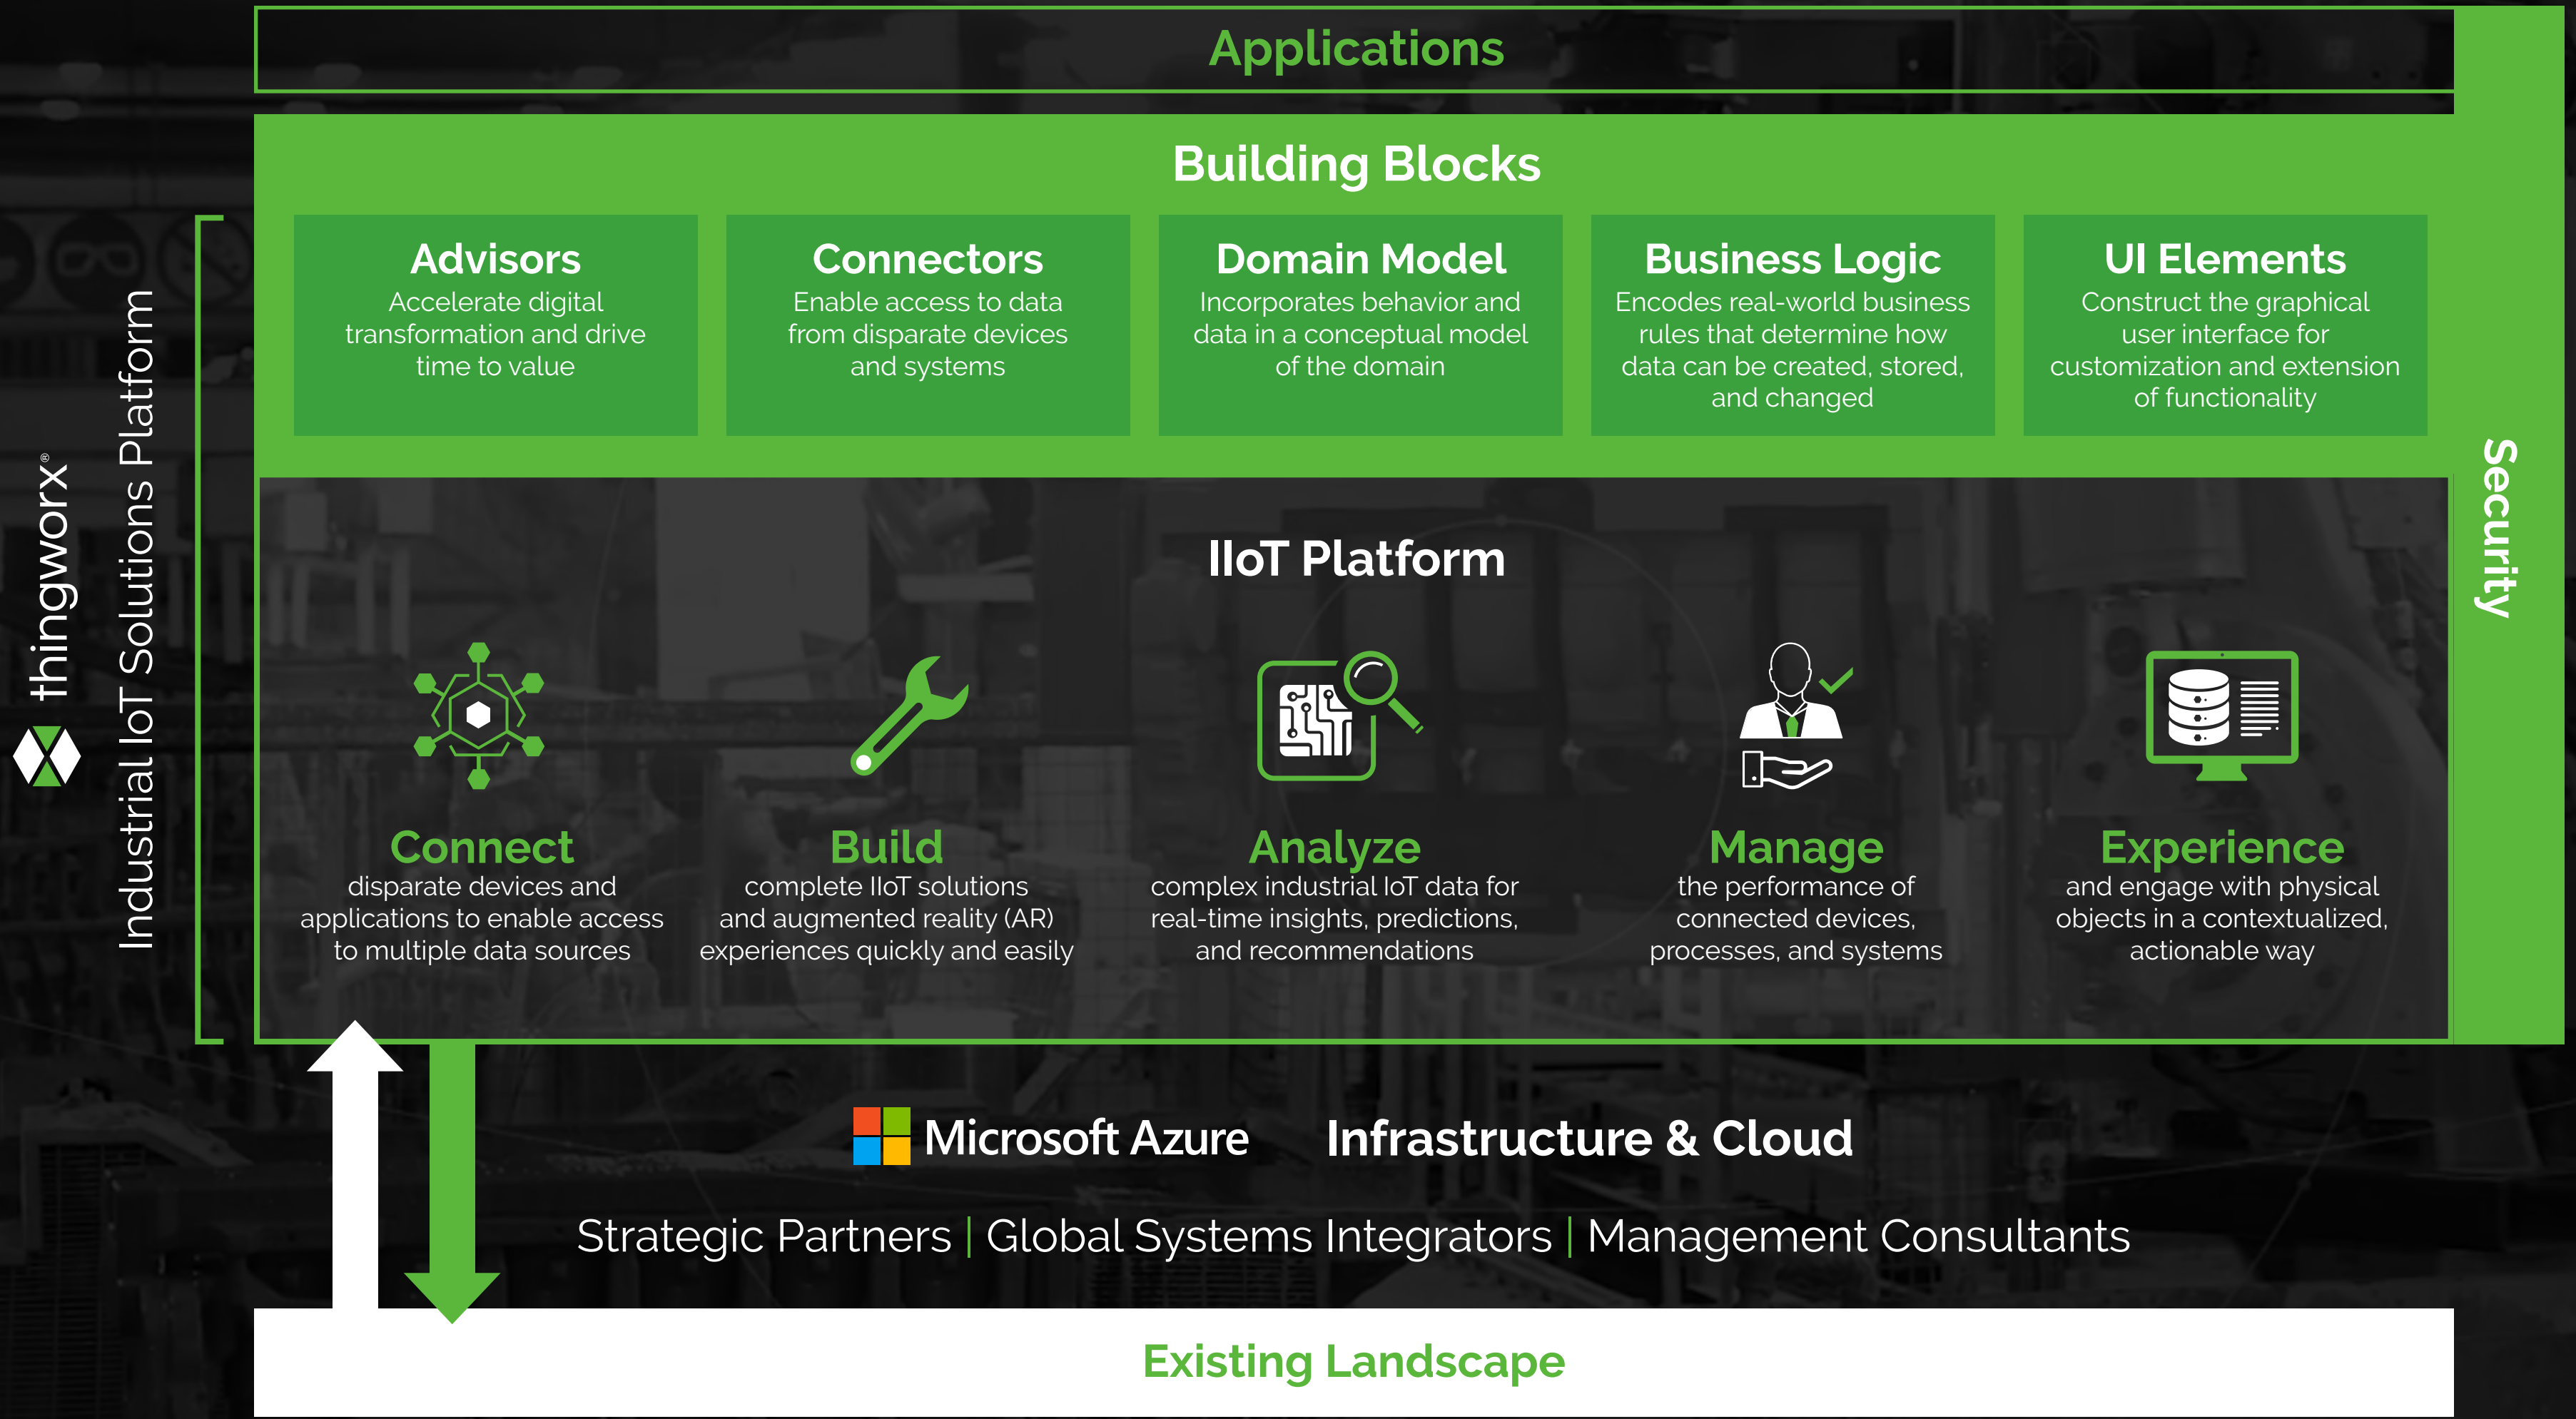 Applications
Building Blocks
Advisors
Accelerate digital
transformation and drive
time to value
Connectors
Enable access to data
from disparate devices
and systems
Domain Model
Incorporates behavior and
data in a conceptual model
of the domain
Business Logic
Encodes real-world business
rules that determine how
data can be created, stored,
and changed
UI Elements
Construct the graphical
user interface for
customization and extension
of functionality
thingworx®
Industrial IoT Solutions Platform
Security
IIoT Platform
Connect
disparate devices and
applications to enable access
to multiple data sources
Build
complete IIoT solutions
and augmented reality (AR)
experiences quickly and easily
Analyze
complex industrial IoT data for
real-time insights, predictions,
and recommendations
Manage
the performance of
connected devices,
processes, and systems
Experience
and engage with physical
objects in a contextualized,
actionable way
Microsoft Azure
Infrastructure & Cloud
Strategic Partners | Global Systems Integrators | Management Consultants
Existing Landscape